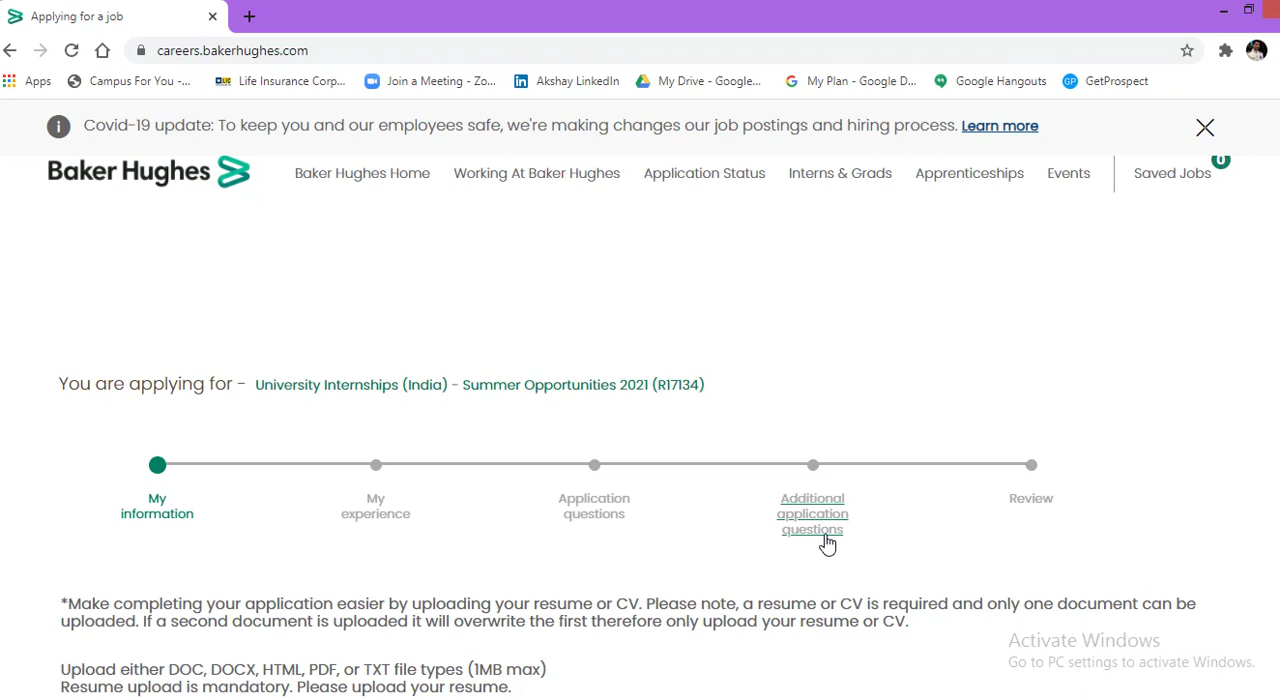 Applying for a job
careers.bakerhughes.com
Apps Campus For You -... LIC Life Insurance Corp... Join a Meeting - Zo... in Akshay LinkedIn My Drive - Google... G My Plan - Google D... Google Hangouts GP GetProspect
i Covid-19 update: To keep you and our employees safe, we're making changes our job postings and hiring process. Learn more
Baker Hughes Baker Hughes Home Working At Baker Hughes Application Status Interns & Grads Apprenticeships Events Saved Jobs 0
You are applying for - University Internships (India) - Summer Opportunities 2021 (R17134)
My information
My experience
Application questions
Additional application questions
Review
*Make completing your application easier by uploading your resume or CV. Please note, a resume or CV is required and only one document can be
uploaded. If a second document is uploaded it will overwrite the first therefore only upload your resume or CV.
Activate Windows
Go to PC settings to activate Windows.
Upload either DOC, DOCX, HTML, PDF, or TXT file types (1MB max)
Resume upload is mandatory. Please upload your resume.